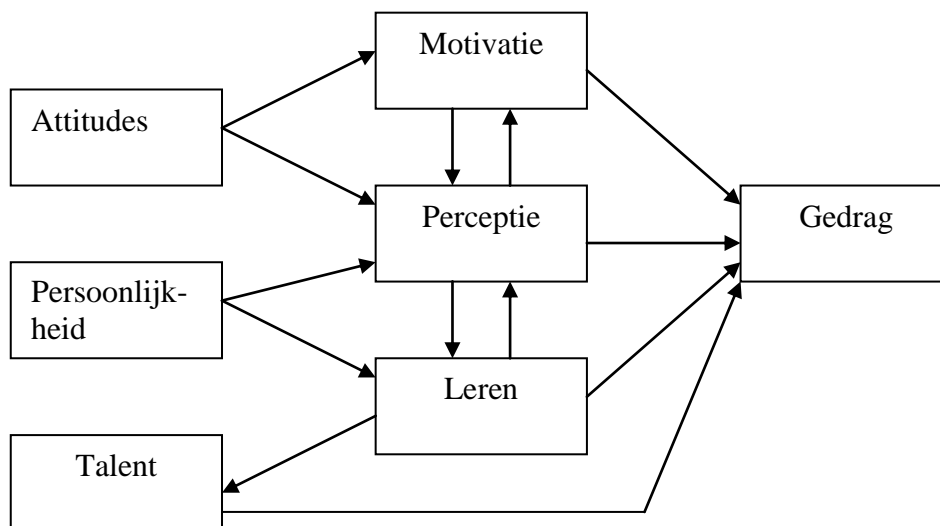 Motivatie
Attitudes
Perceptie
Gedrag
Persoonlijk-
heid
Leren
Talent